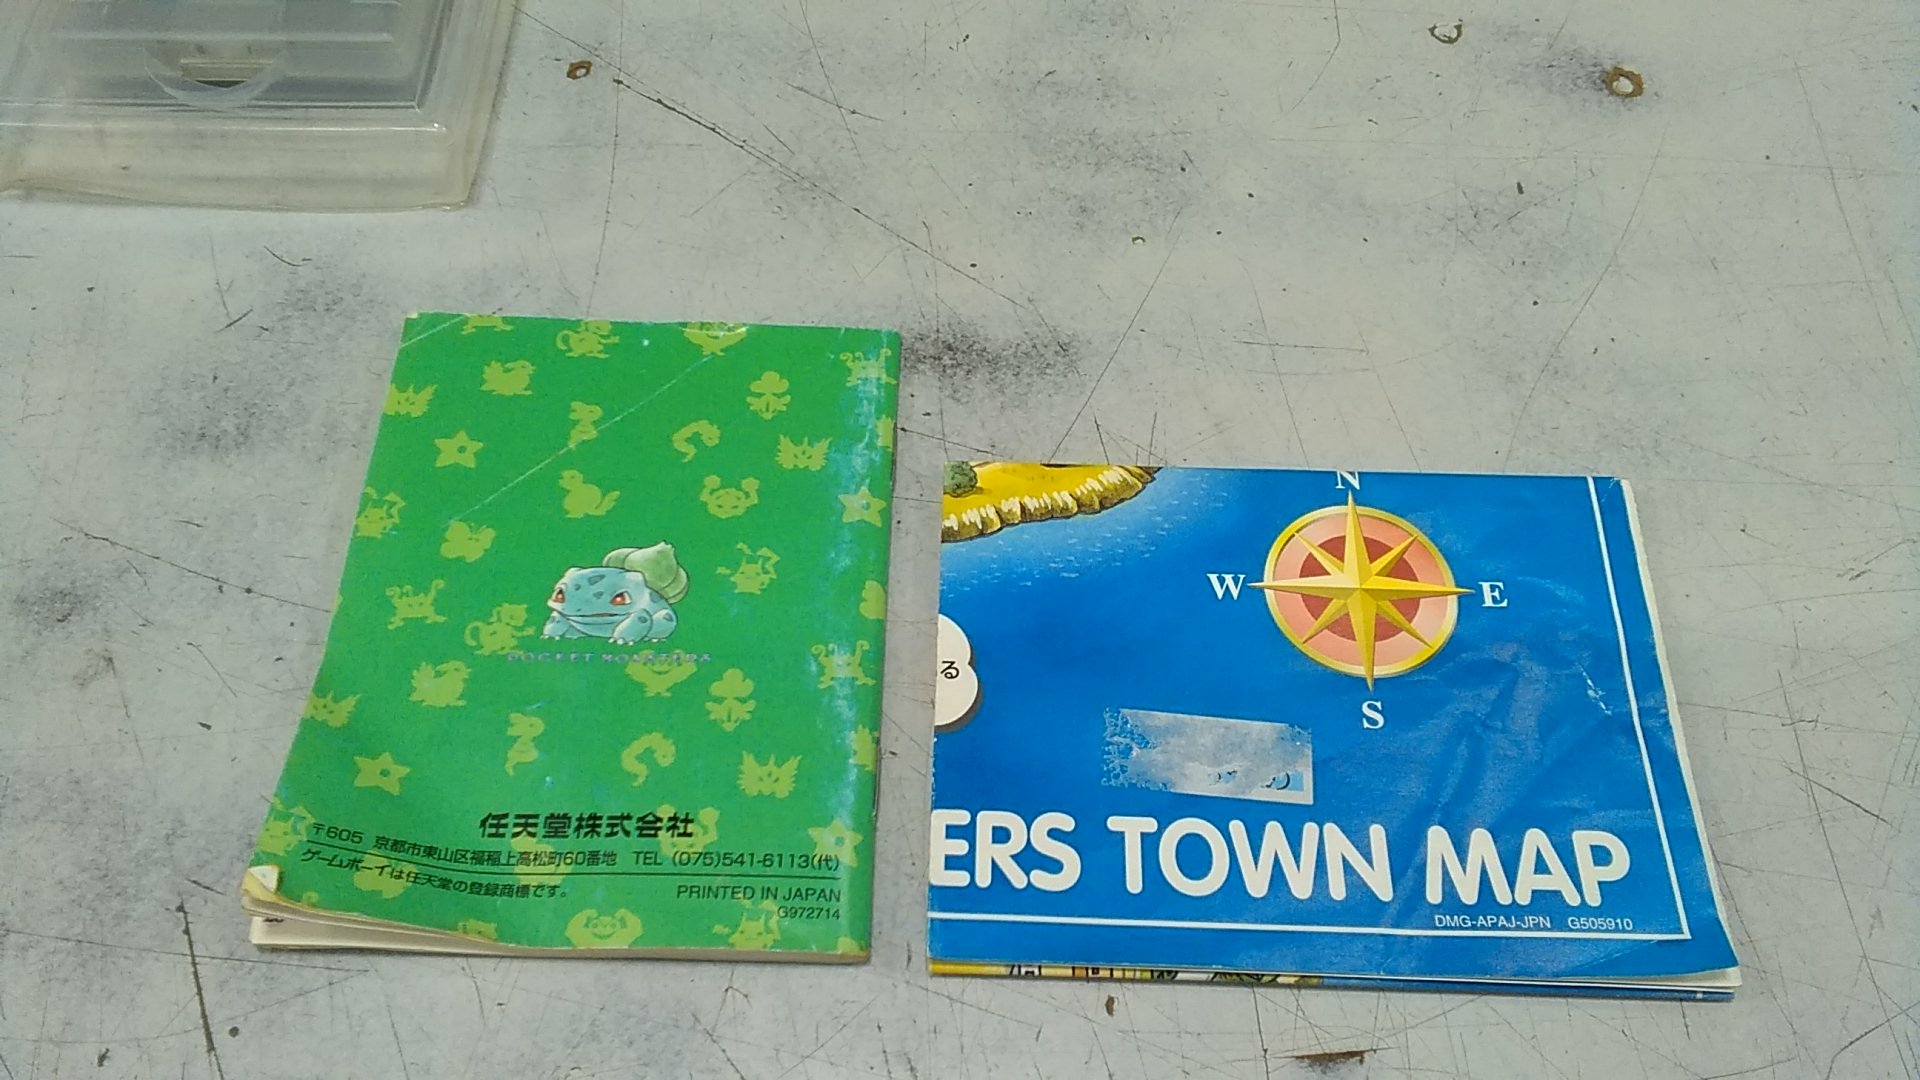 POCKET MONSTERS
任天堂株式会社
〒605 京都市東山区福稲上高松町60番地 TEL (075)541-6113(代)
ゲームボーイは任天堂の登録商標です。
PRINTED IN JAPAN
G972714
N
W
E
S
る
ERS TOWN MAP
DMG-APAJ-JPN G505910